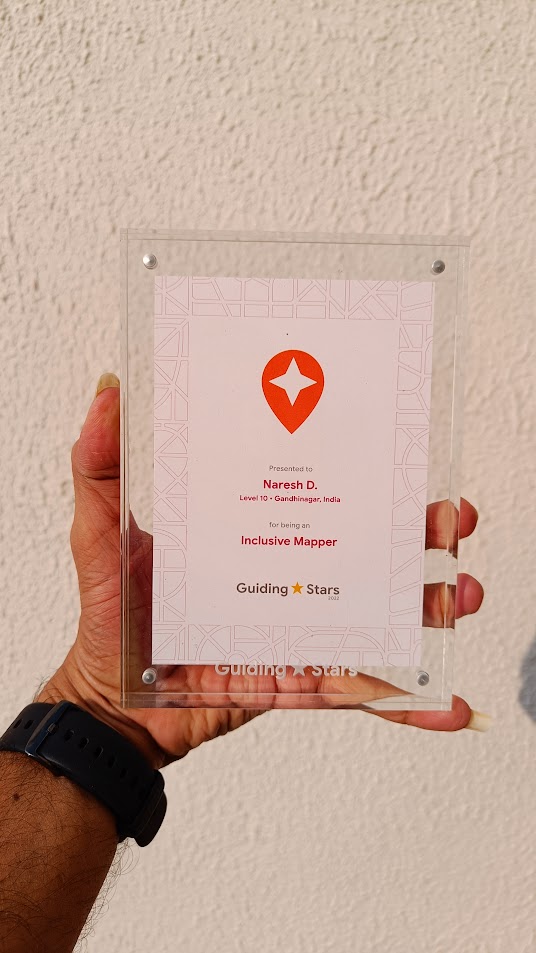 Presented to
Naresh D.
Level 10 • Gandhinagar, India
for being an
Inclusive Mapper
Guiding ★ Stars
2022
Guiding ★ Stars